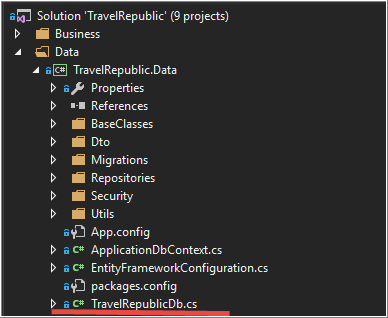 Solution 'TravelRepublic' (9 projects)
Business
Data
C# TravelRepublic.Data
Properties
References
BaseClasses
Dto
Migrations
Repositories
Security
Utils
App.config
C# ApplicationDbContext.cs
C# EntityFrameworkConfiguration.cs
packages.config
C# TravelRepublicDb.cs